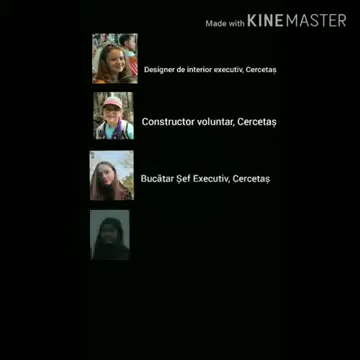 Made with KINEMASTER
Designer de interior executiv, Cercetaș
Constructor voluntar, Cercetaș
Bucătar Șef Executiv, Cercetaș